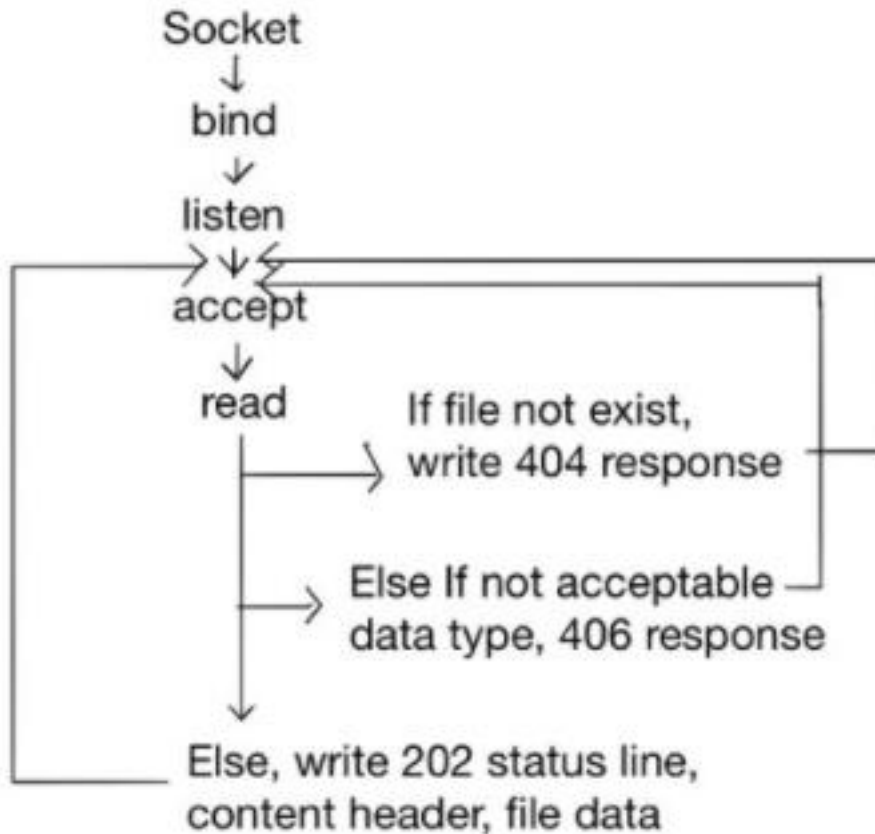 Socket
bind
listen
accept
read
If file not exist,
write 404 response
Else If not acceptable
data type, 406 response
Else, write 202 status line,
content header, file data